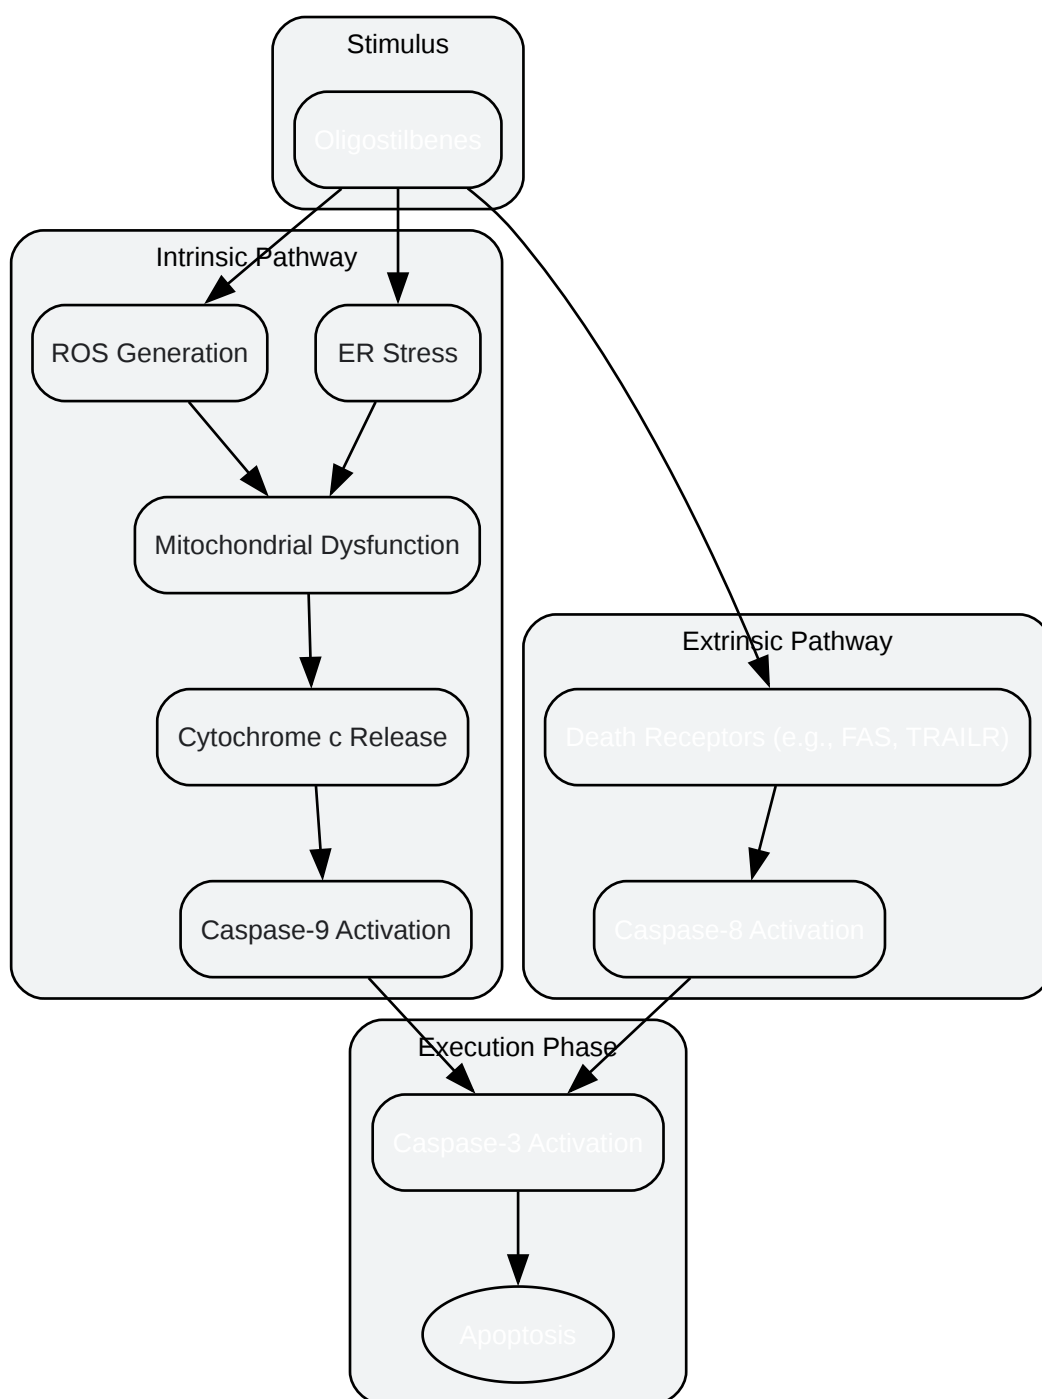 Stimulus
Oligostilbenes
Intrinsic Pathway
ROS Generation
ER Stress
Mitochondrial Dysfunction
Extrinsic Pathway
Cytochrome c Release
Death Receptors (e.g., FAS, TRAILR)
Caspase-9 Activation
Caspase-8 Activation
Execution Phase
Caspase-3 Activation
Apoptosis